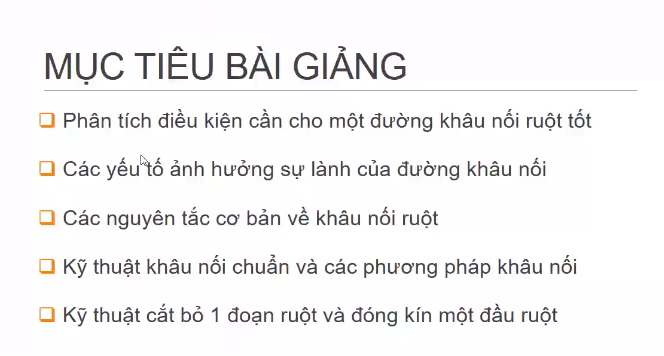 MỤC TIÊU BÀI GIẢNG
Phân tích điều kiện cần cho một đường khâu nối ruột tốt
Các yếu tố ảnh hưởng sự lành của đường khâu nối
Các nguyên tắc cơ bản về khâu nối ruột
Kỹ thuật khâu nối chuẩn và các phương pháp khâu nối
Kỹ thuật cắt bỏ 1 đoạn ruột và đóng kín một đầu ruột